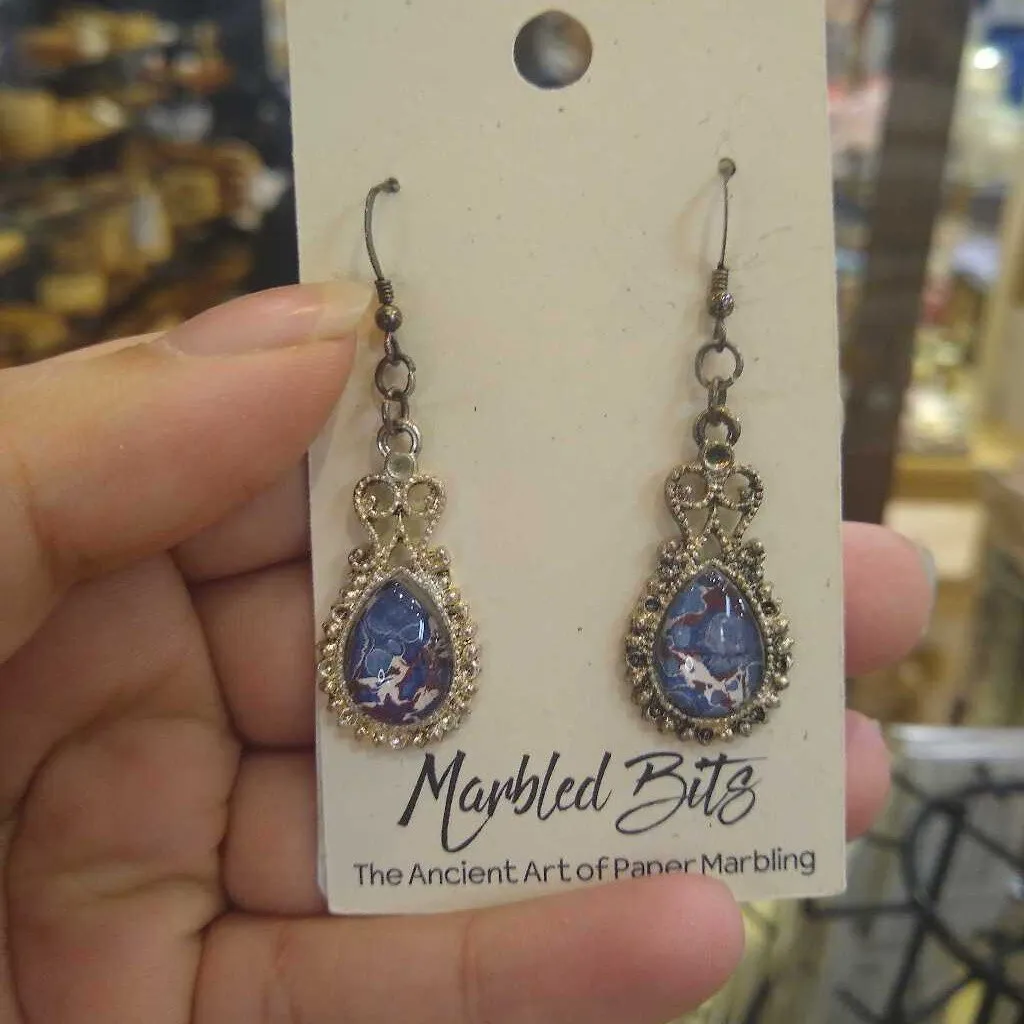 Marbled Bits
The Ancient Art of Paper Marbling